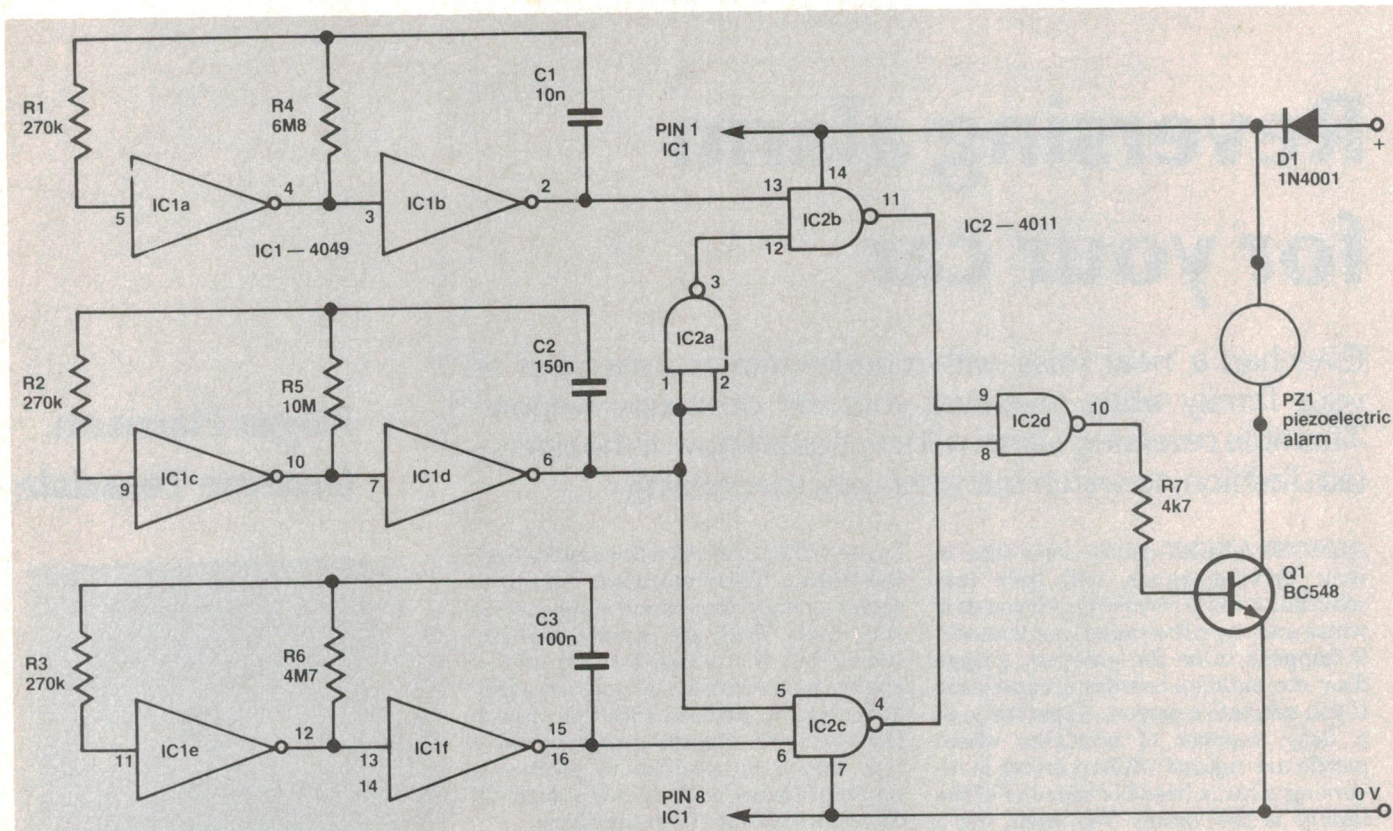 R1
270k
R4
6M8
C1
10n
5
IC1a
4
3
IC1b
2
IC1 — 4049
PIN 1
IC1
14
13
12
IC2b
11
IC2 — 4011
D1
1N4001
+
3
IC2a
1
2
R2
270k
R5
10M
C2
150n
9
IC1c
10
7
IC1d
6
9
8
IC2d
10
PZ1
piezoelectric
alarm
R7
4k7
Q1
BC548
R3
270k
R6
4M7
C3
100n
11
IC1e
12
13
14
IC1f
15
16
5
6
IC2c
4
7
PIN 8
IC1
0 V